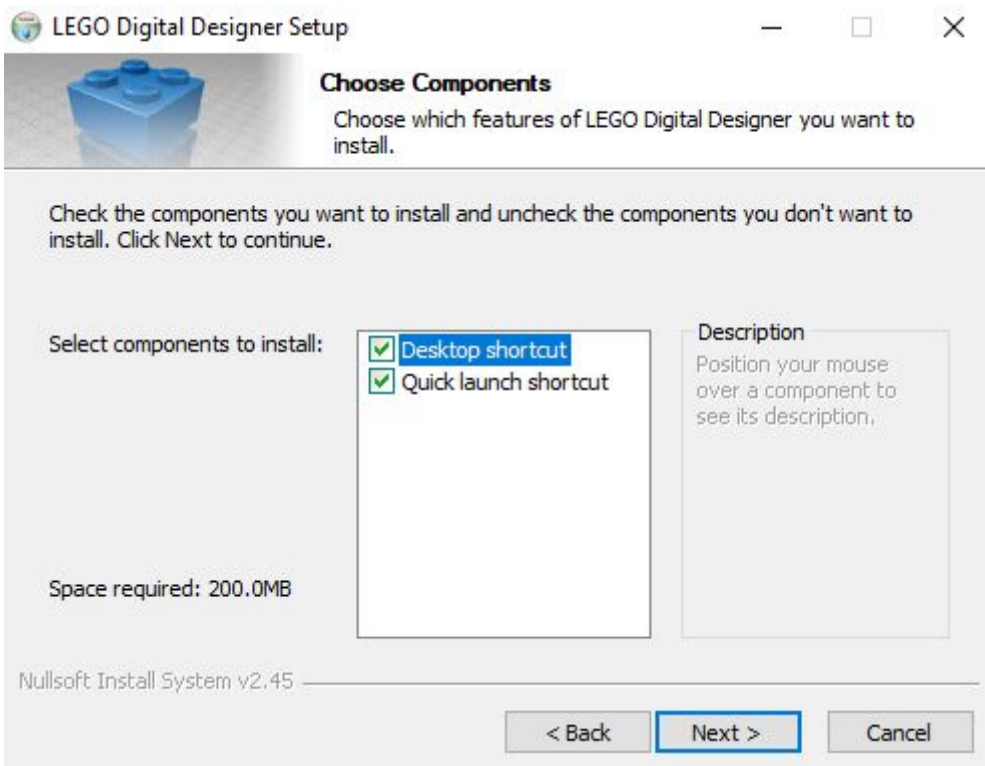 LEGO Digital Designer Setup
Choose Components
Choose which features of LEGO Digital Designer you want to
install.
Check the components you want to install and uncheck the components you don't want to
install. Click Next to continue.
Select components to install:
Desktop shortcut
Quick launch shortcut
Description
Position your mouse
over a component to
see its description.
Space required: 200.0MB
Nullsoft Install System v2.45
< Back
Next >
Cancel